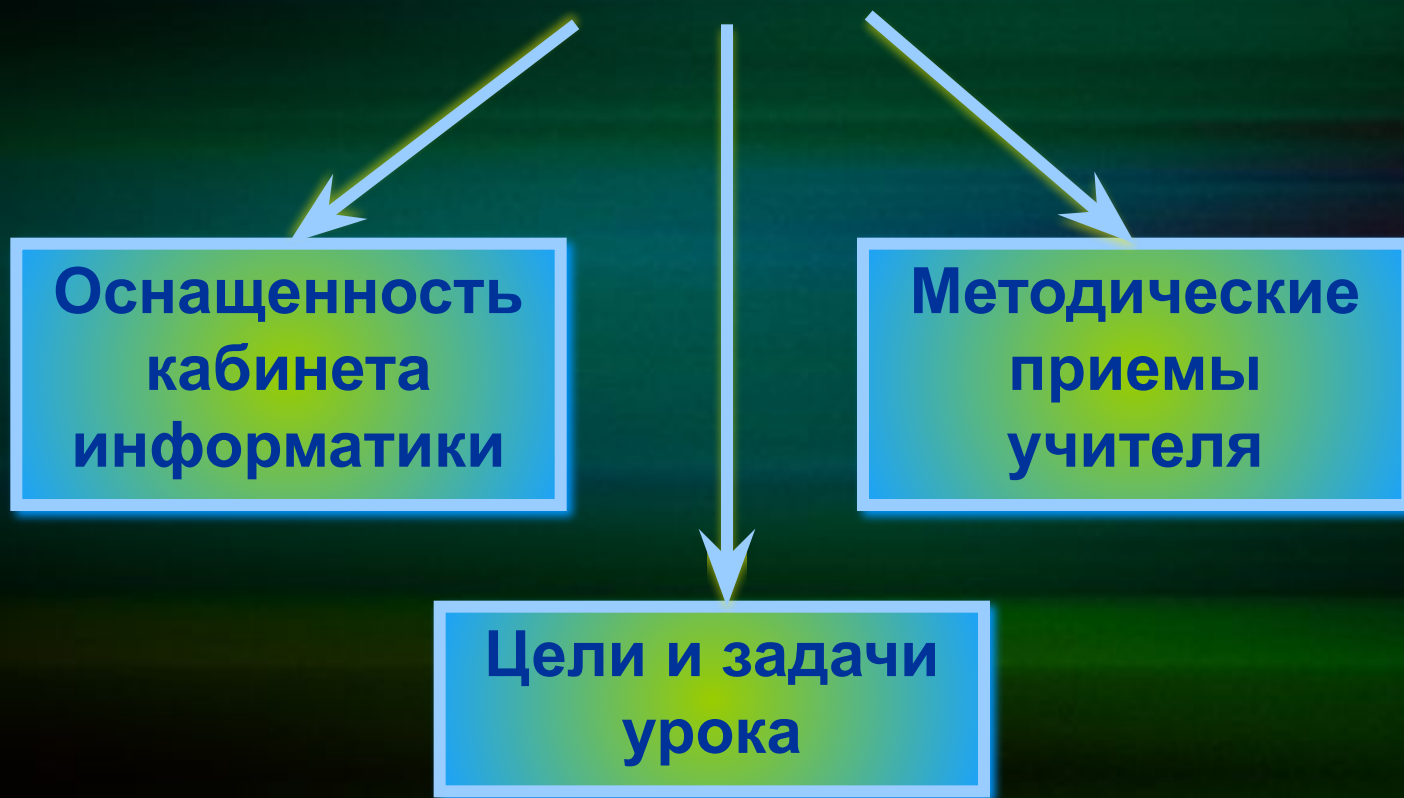 Оснащенность
кабинета
информатики
Методические
приемы
учителя
Цели и задачи
урока